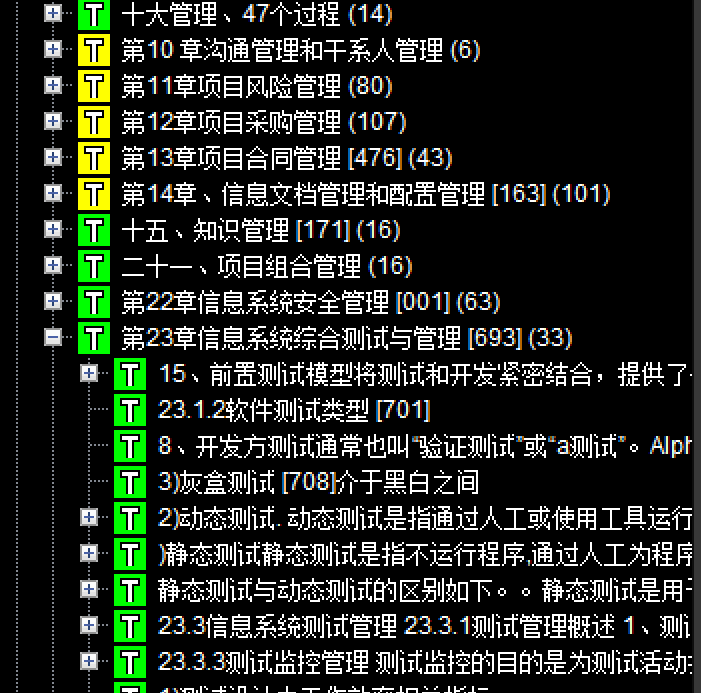 十大管理、47个过程 (14)
第10 章沟通管理和干系人管理 (6)
第11章项目风险管理 (80)
第12章项目采购管理 (107)
第13章项目合同管理 [476] (43)
第14章、信息文档管理和配置管理 [163] (101)
十五、知识管理 [171] (16)
二十一、项目组合管理 (16)
第22章信息系统安全管理 [001] (63)
第23章信息系统综合测试与管理 [693] (33)
15、前置测试模型将测试和开发紧密结合，提供了
23.1.2软件测试类型 [701]
8、开发方测试通常也叫“验证测试”或“a测试”。Alph
3)灰盒测试 [708]介于黑白之间
2)动态测试. 动态测试是指通过人工或使用工具运行
)静态测试静态测试是指不运行程序,通过人工为程序
静态测试与动态测试的区别如下。。静态测试是用于
23.3信息系统测试管理 23.3.1测试管理概述 1、测试
23.3.3测试监控管理 测试监控的目的是为测试活动